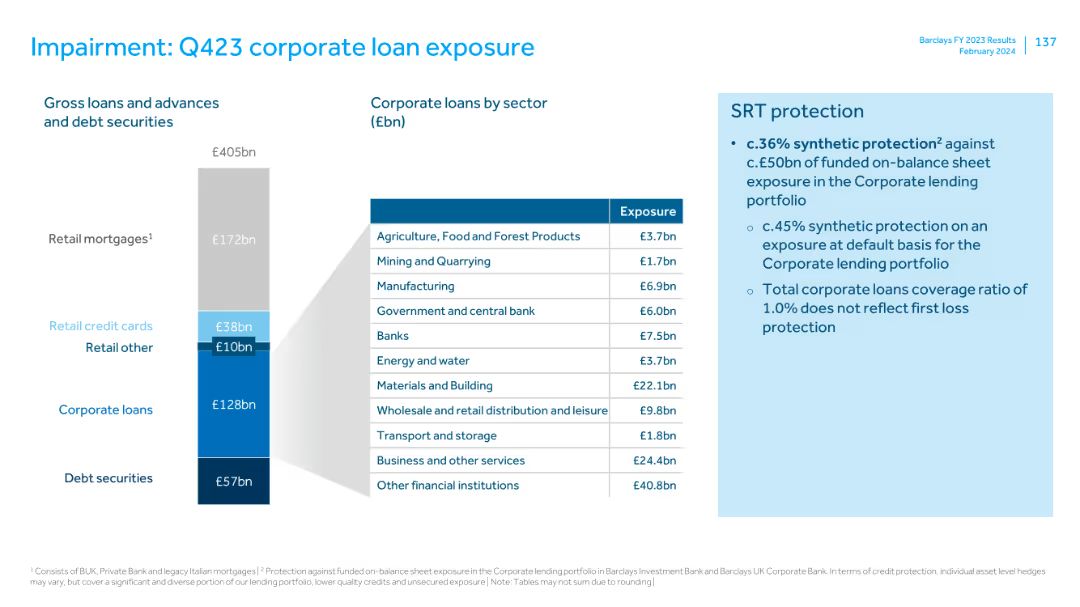 Impairment: Q423 corporate loan exposure
Barclays FY 2023 Results
February 2024
137
Gross loans and advances
and debt securities
£405bn
Retail mortgages¹
£172bn
Retail credit cards
£38bn
Retail other
£10bn
Corporate loans
£128bn
Debt securities
£57bn
Corporate loans by sector
(£bn)
Exposure
Agriculture, Food and Forest Products £3.7bn
Mining and Quarrying £1.7bn
Manufacturing £6.9bn
Government and central bank £6.0bn
Banks £7.5bn
Energy and water £3.7bn
Materials and Building £22.1bn
Wholesale and retail distribution and leisure £9.8bn
Transport and storage £1.8bn
Business and other services £24.4bn
Other financial institutions £40.8bn
SRT protection
• c.36% synthetic protection² against
c.£50bn of funded on-balance sheet
exposure in the Corporate lending
portfolio
○ c.45% synthetic protection on an
exposure at default basis for the
Corporate lending portfolio
○ Total corporate loans coverage ratio of
1.0% does not reflect first loss
protection
¹ Consists of BUK, Private Bank and legacy Italian mortgages | ² Protection against funded on-balance sheet exposure in the Corporate lending portfolio in Barclays Investment Bank and Barclays UK Corporate Bank. In terms of credit protection, individual asset level hedges
may vary, but cover a significant and diverse portion of our lending portfolio, lower quality credits and unsecured exposure | Note: Tables may not sum due to rounding |